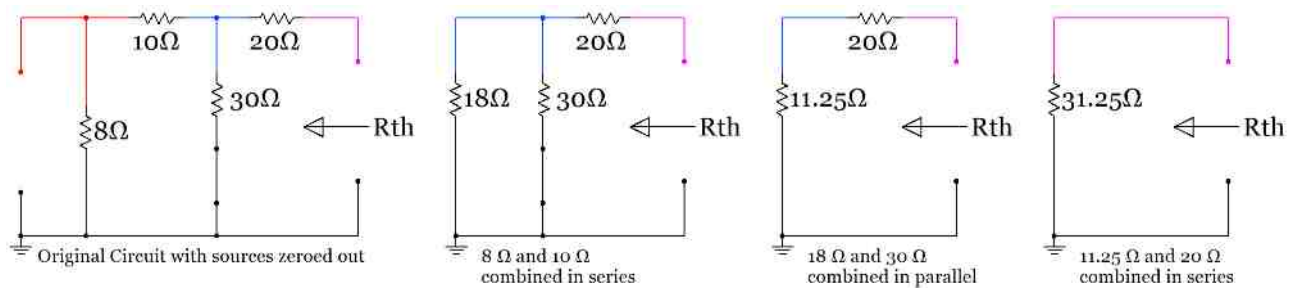 10Ω
20Ω
8Ω
30Ω
Rth
Original Circuit with sources zeroed out
20Ω
18Ω
30Ω
Rth
8 Ω and 10 Ω
combined in series
20Ω
11.25Ω
Rth
18 Ω and 30 Ω
combined in parallel
31.25Ω
Rth
11.25 Ω and 20 Ω
combined in series